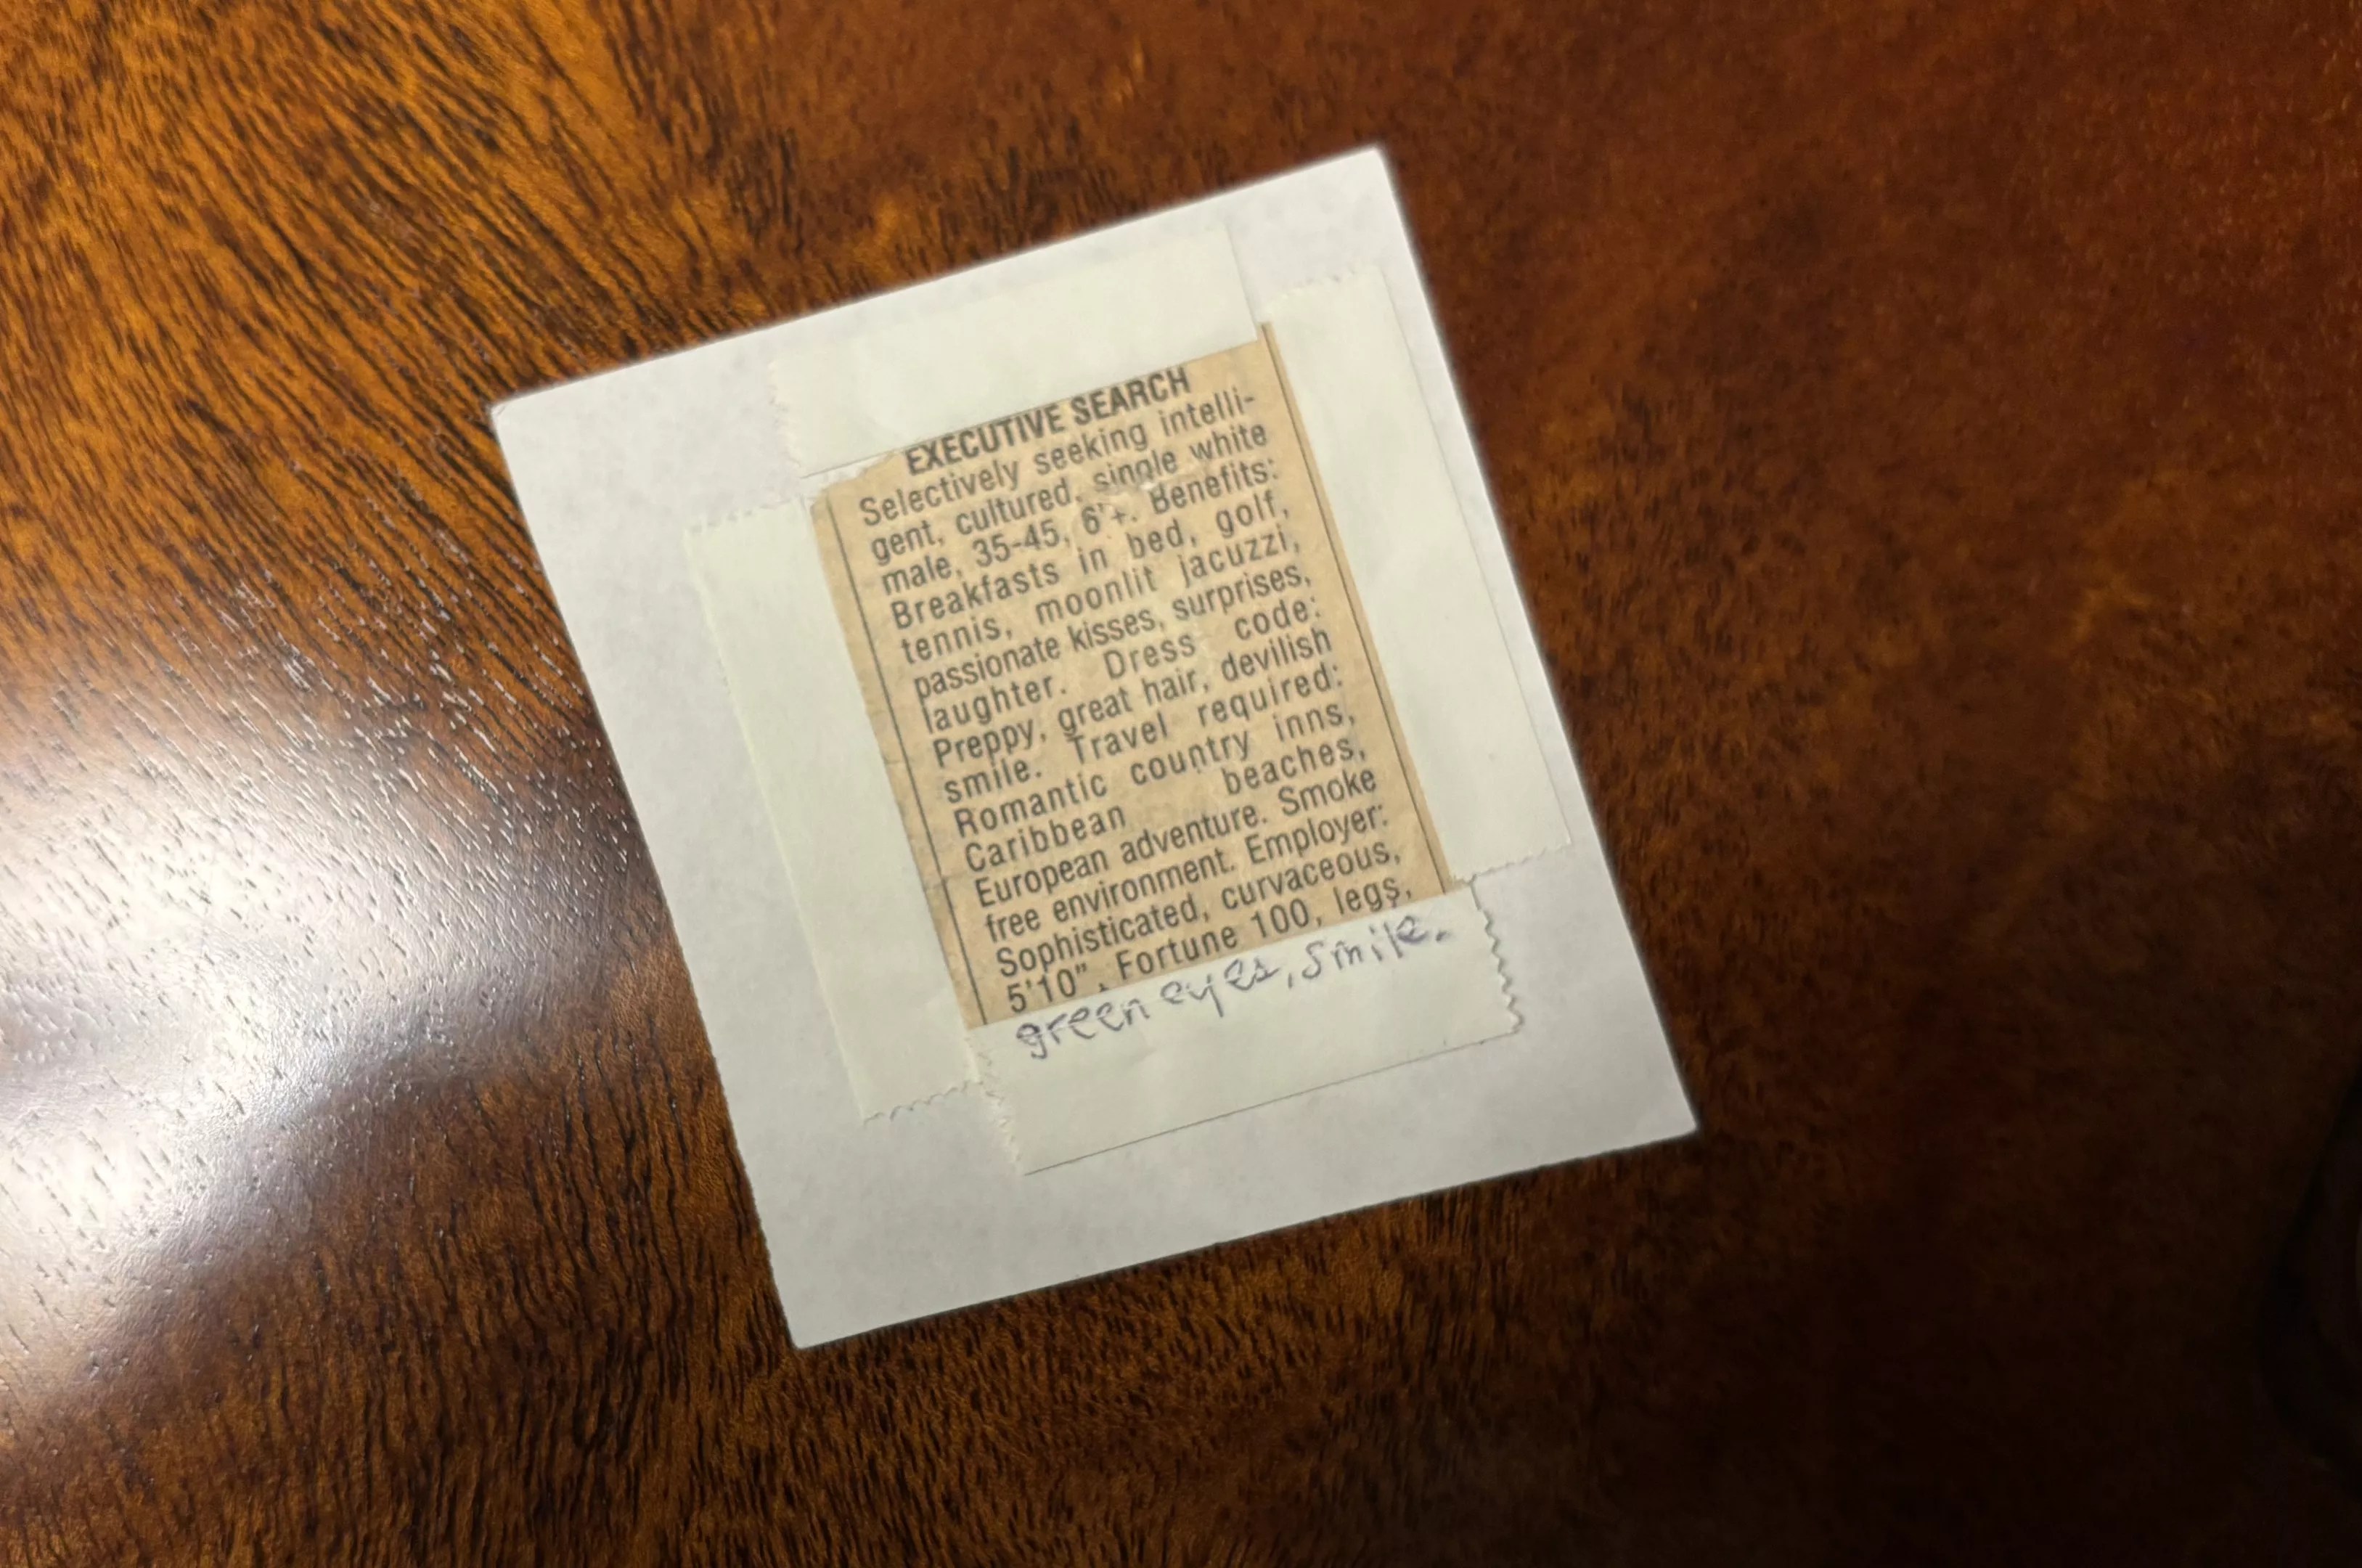 EXECUTIVE SEARCH
Selectively seeking intelli-
gent, cultured, single white
male, 35-45, 6'+. Benefits:
Breakfasts in bed, golf,
tennis, moonlit jacuzzi,
passionate kisses, surprises,
laughter. Dress code:
Preppy, great hair, devilish
smile. Travel required:
Romantic country inns,
Caribbean beaches,
European adventure. Smoke
free environment. Employer:
Sophisticated, curvaceous,
5'10", Fortune 100, legs,
green eyes, smile.